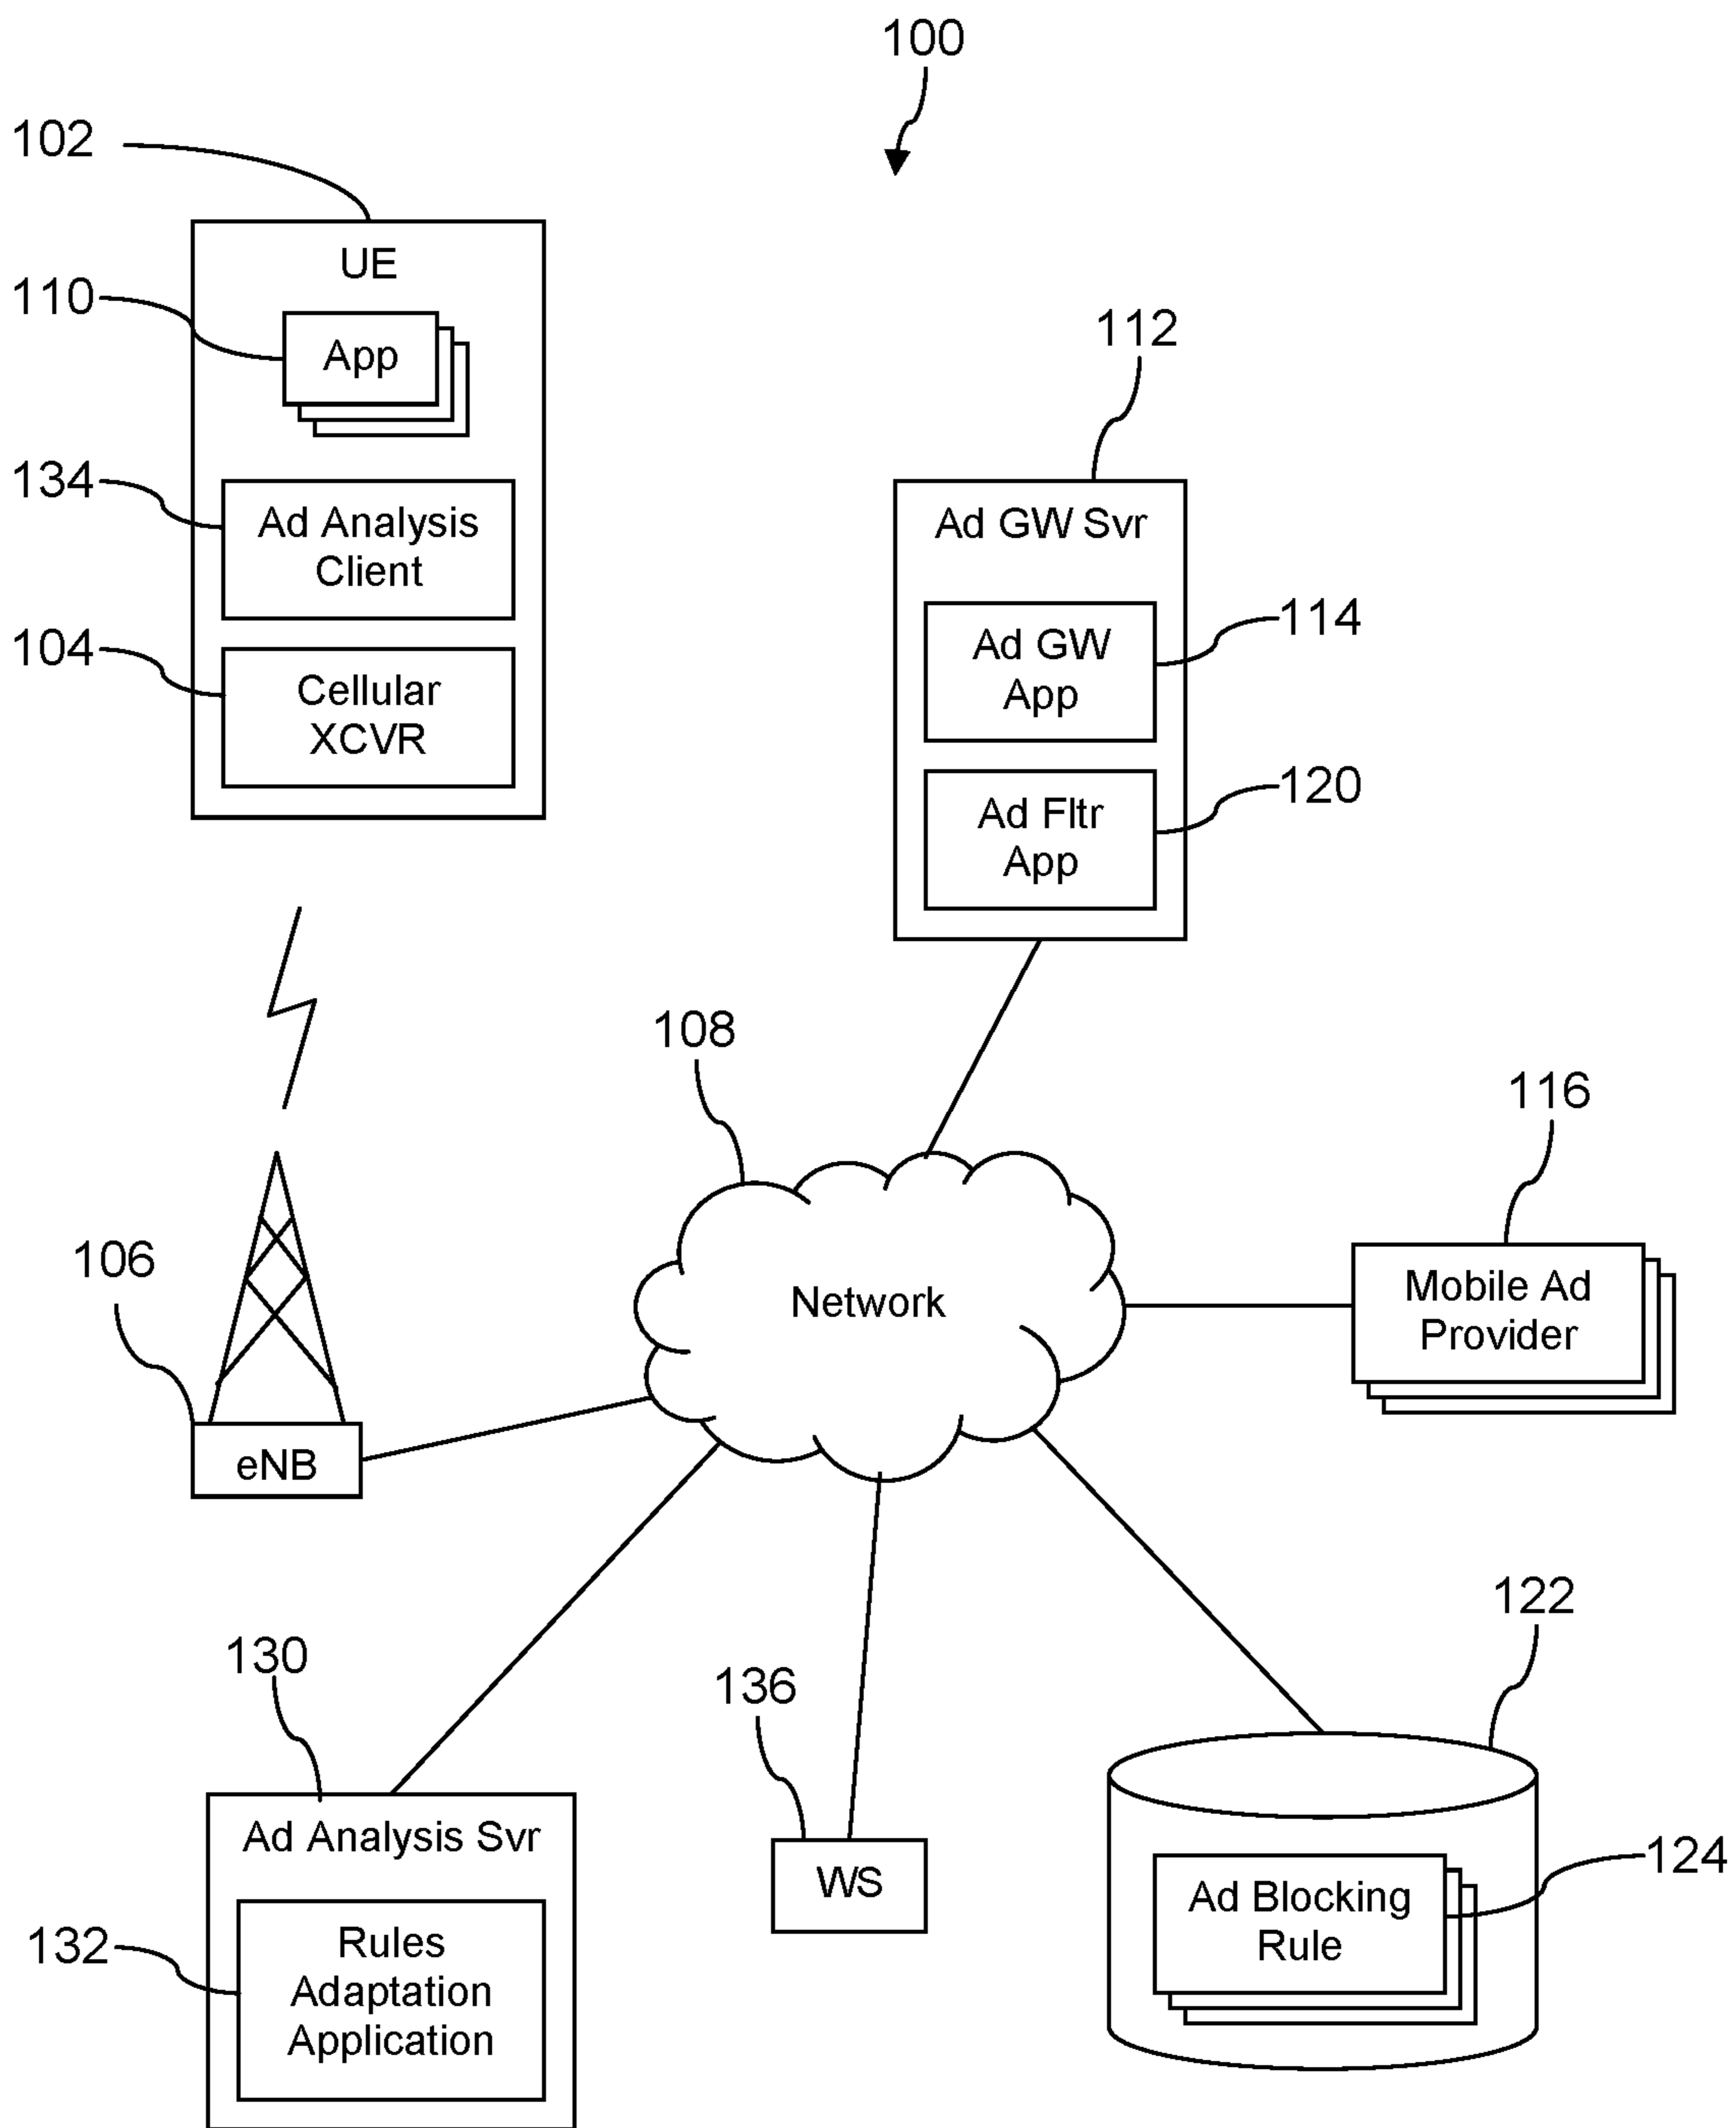 100
102
UE
110
App
112
134
Ad Analysis
Client
Ad GW Svr
104
Cellular
XCVR
Ad GW
App
114
Ad Fltr
App
120
108
116
Network
Mobile Ad
Provider
106
eNB
122
130
136
Ad Analysis Svr
WS
124
Ad Blocking
Rule
132
Rules
Adaptation
Application